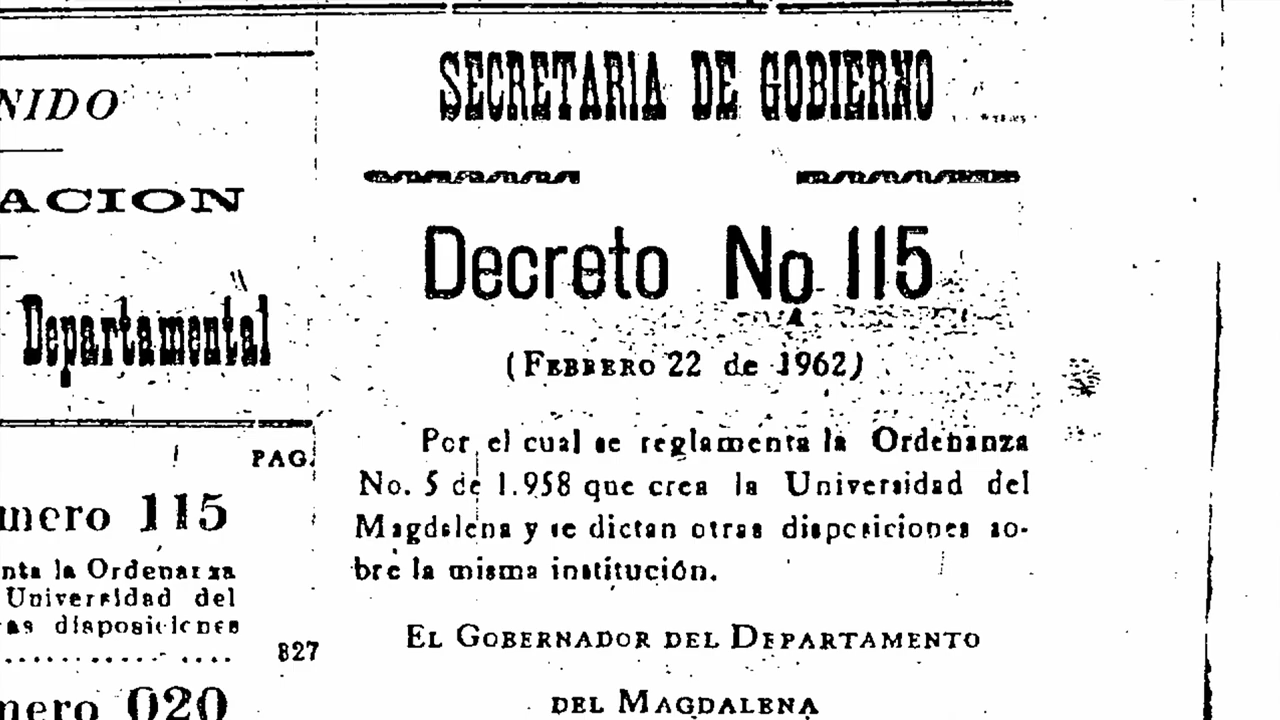 NIDO
ACION
Departamental
PAG.
mero 115
nta la Ordenanza
Universidad del
as disposiciones
827
mero 020
SECRETARIA DE GOBIERNO
Decreto No 115
(FEBRERO 22 de 1962)
Por el cual se reglamenta la Ordenanza
No. 5 de 1.958 que crea la Universidad del
Magdalena y se dictan otras disposiciones so-
bre la misma institución.
EL GOBERNADOR DEL DEPARTAMENTO
DEL MAGDALENA